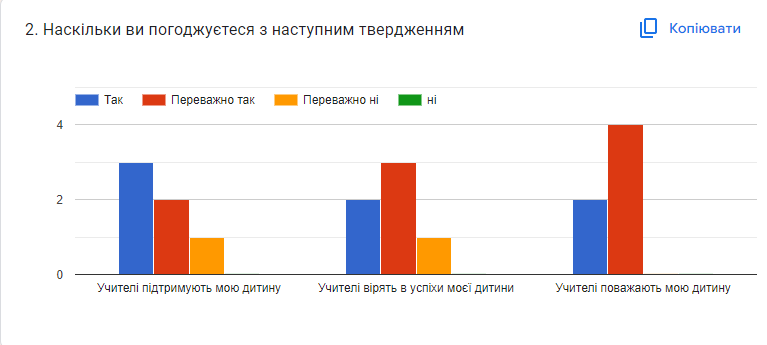 2. Наскільки ви погоджуєтеся з наступним твердженням
Копіювати
Так Переважно так Переважно ні ні
4
2
0
Учителі підтримують мою дитину Учителі вірять в успіхи моєї дитини Учителі поважають мою дитину